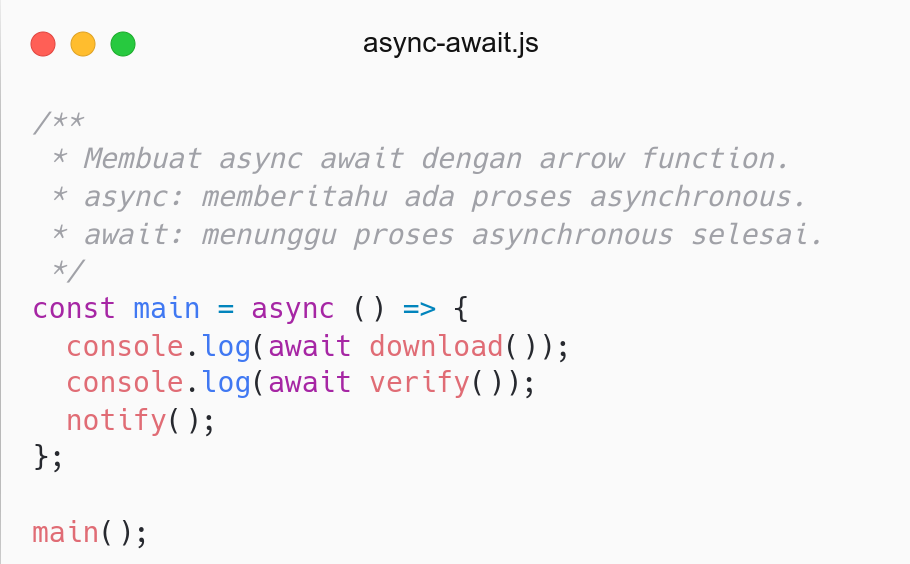 async-await.js
/**
 * Membuat async await dengan arrow function.
 * async: memberitahu ada proses asynchronous.
 * await: menunggu proses asynchronous selesai.
 */
const main = async () => {
  console.log(await download());
  console.log(await verify());
  notify();
};
main();